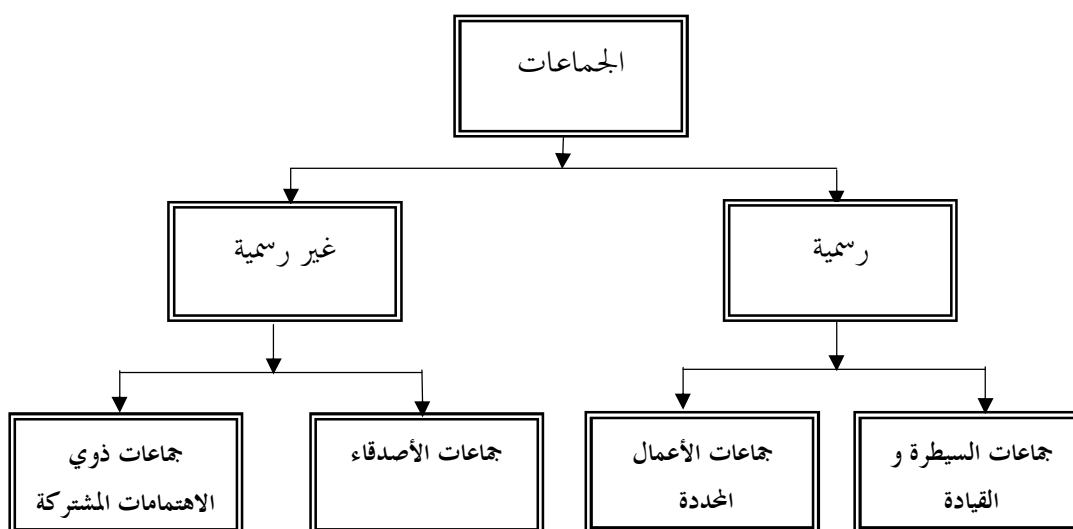 الجماعات
رسمية
غير رسمية
جماعات السيطرة و
القيادة
جماعات الأعمال
المحددة
جماعات الأصدقاء
جماعات ذوي
الاهتمامات المشتركة